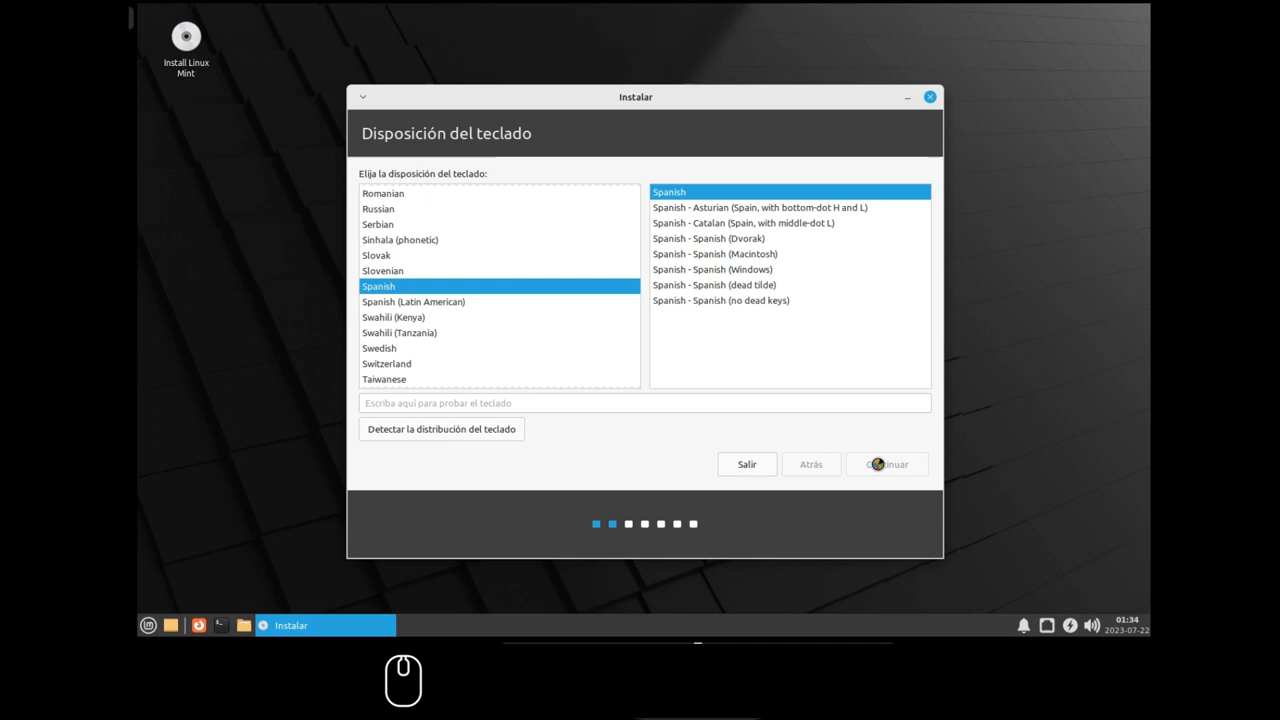 Install Linux
Mint
Instalar
Disposición del teclado
Elija la disposición del teclado:
Romanian
Russian
Serbian
Sinhala (phonetic)
Slovak
Slovenian
Spanish
Spanish (Latin American)
Swahili (Kenya)
Swahili (Tanzania)
Swedish
Switzerland
Taiwanese
Spanish
Spanish - Asturian (Spain, with bottom-dot H and L)
Spanish - Catalan (Spain, with middle-dot L)
Spanish - Spanish (Dvorak)
Spanish - Spanish (Macintosh)
Spanish - Spanish (Windows)
Spanish - Spanish (dead tilde)
Spanish - Spanish (no dead keys)
Escriba aquí para probar el teclado
Detectar la distribución del teclado
Salir
Atrás
Continuar
Instalar
01:34
2023-07-22